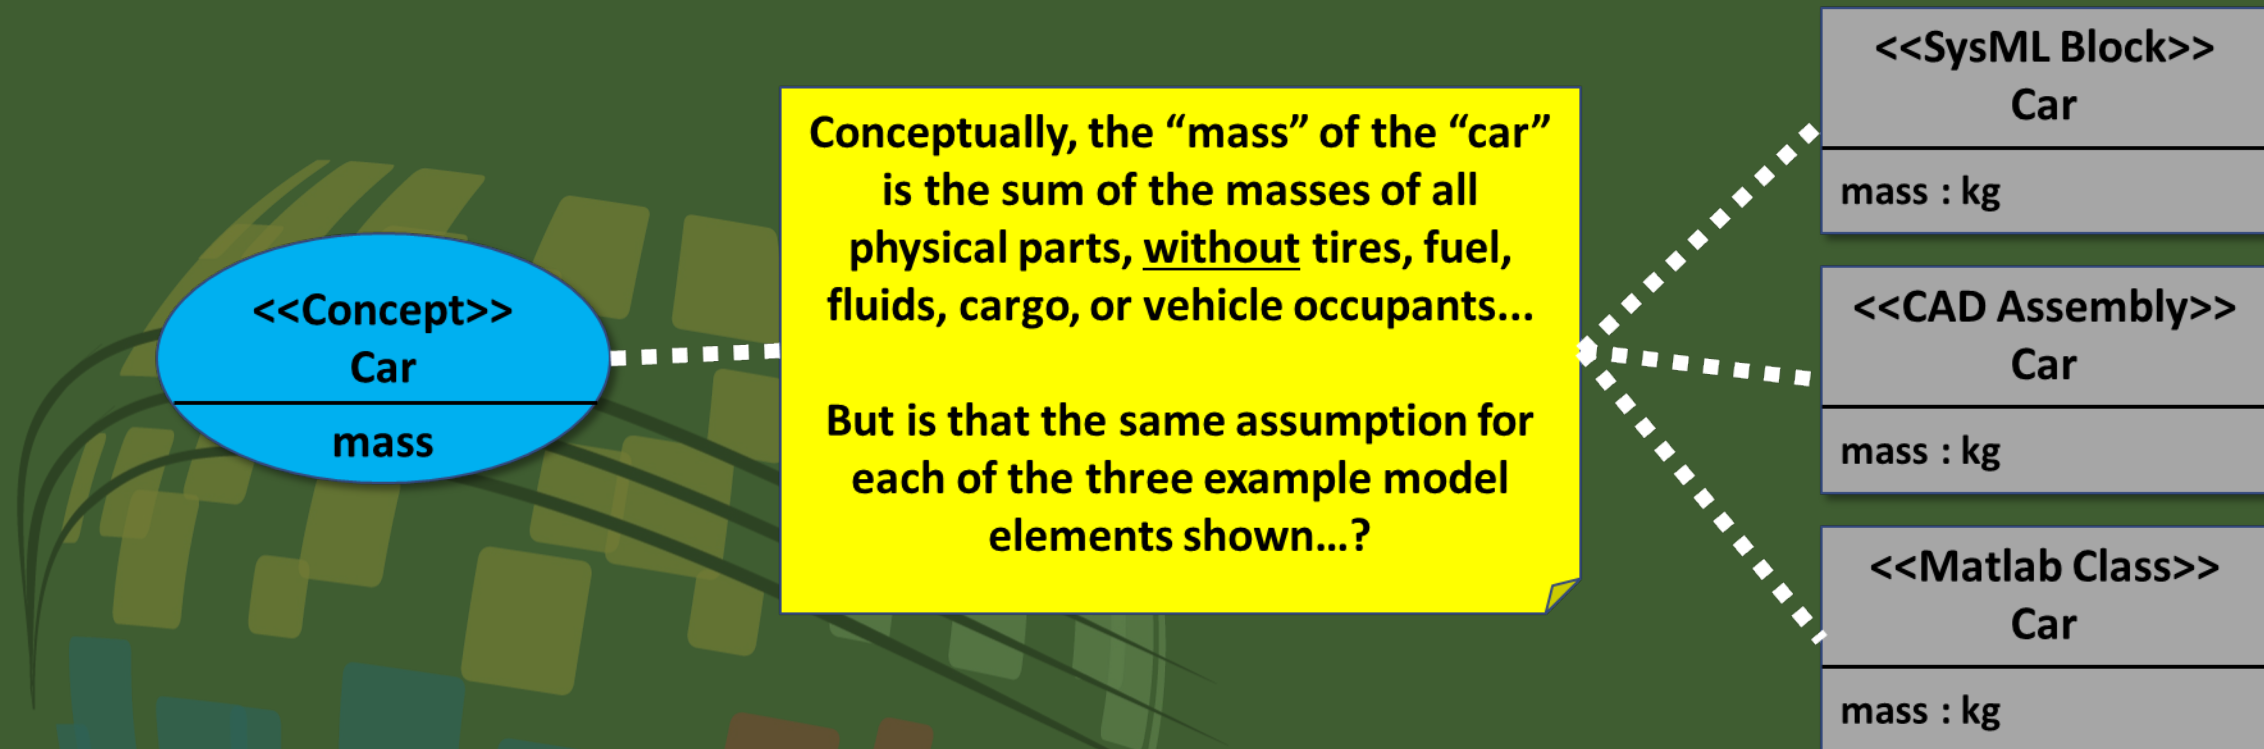 <<Concept>>
Car
mass
Conceptually, the “mass” of the “car”
is the sum of the masses of all
physical parts, without tires, fuel,
fluids, cargo, or vehicle occupants...
But is that the same assumption for
each of the three example model
elements shown...?
<<SysML Block>>
Car
mass : kg
<<CAD Assembly>>
Car
mass : kg
<<Matlab Class>>
Car
mass : kg